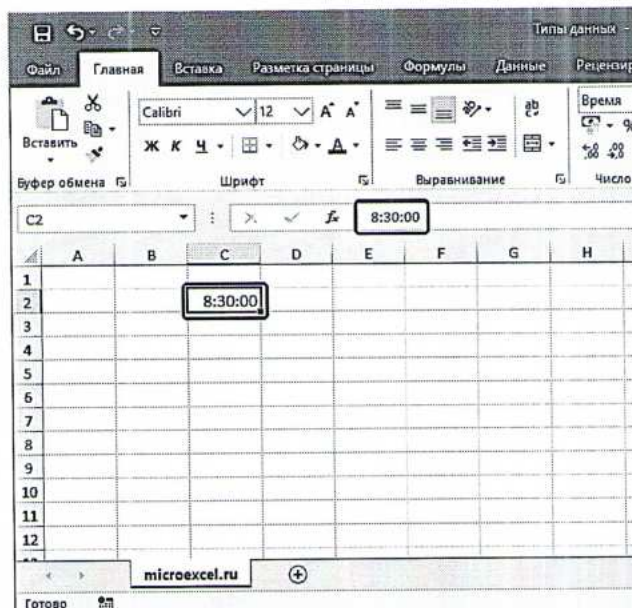 Типы данных -
Файл Главная Вставка Разметка страницы Формулы Данные Рецензир
Вставить
Calibri 12 A A
Ж К Ч
A
ab
Время
%
Буфер обмена Шрифт Выравнивание Число
C2 fx 8:30:00
A B C D E F G H
1
2 8:30:00
3
4
5
6
7
8
9
10
11
12
microexcel.ru
Готово